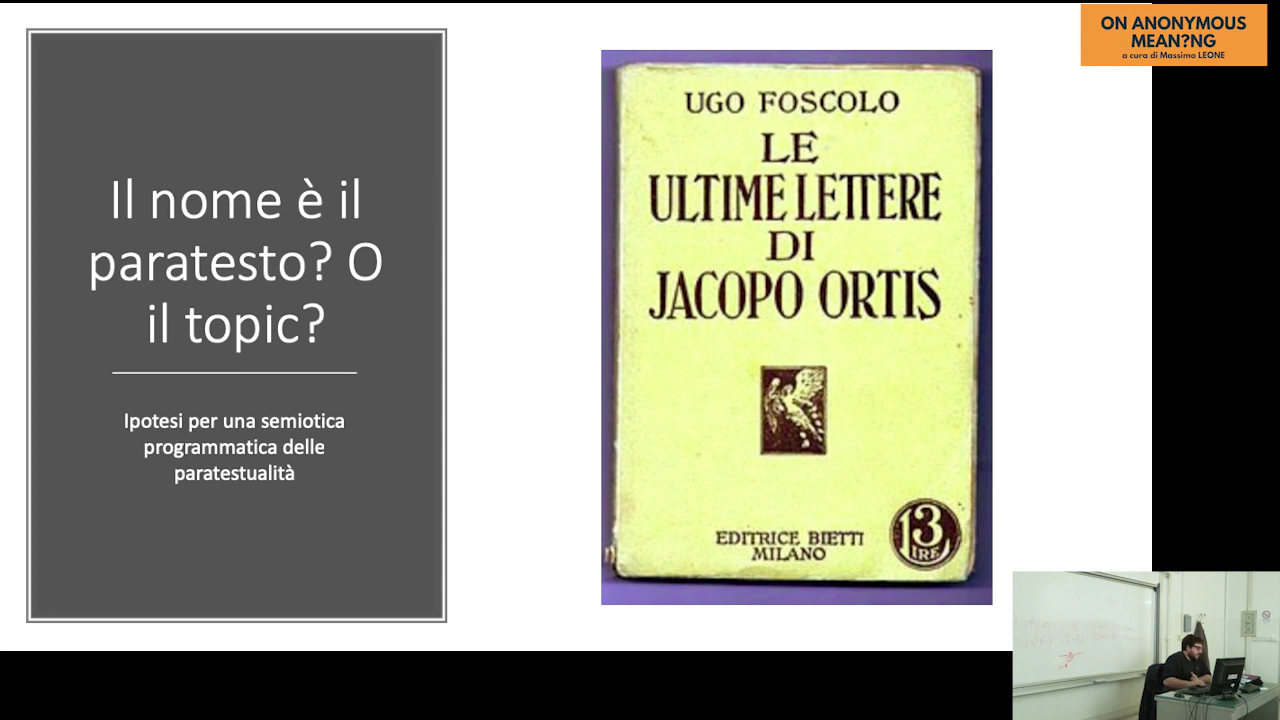 ON ANONYMOUS
MEAN?NG
a cura di Massimo LEONE
Il nome è il
paratesto? O
il topic?
Ipotesi per una semiotica
programmatica delle
paratestualità
UGO FOSCOLO
LE
ULTIME LETTERE
DI
JACOPO ORTIS
EDITRICE BIETTI
MILANO
13
LIRE